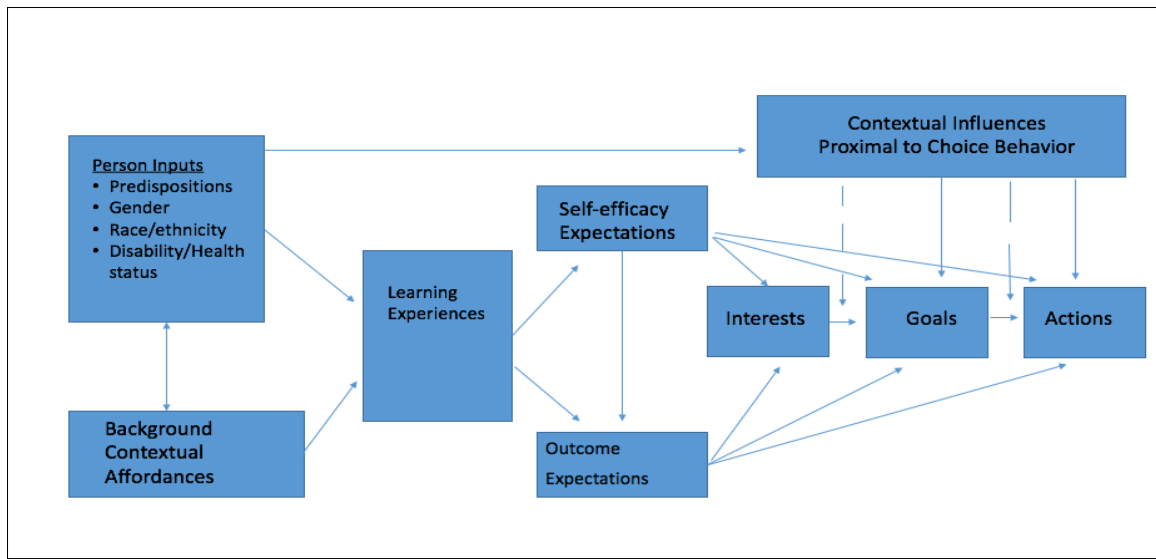 Contextual Influences
Proximal to Choice Behavior
Person Inputs
• Predispositions
• Gender
• Race/ethnicity
• Disability/Health
status
Self-efficacy
Expectations
Learning
Experiences
Interests
Goals
Actions
Background
Contextual
Affordances
Outcome
Expectations